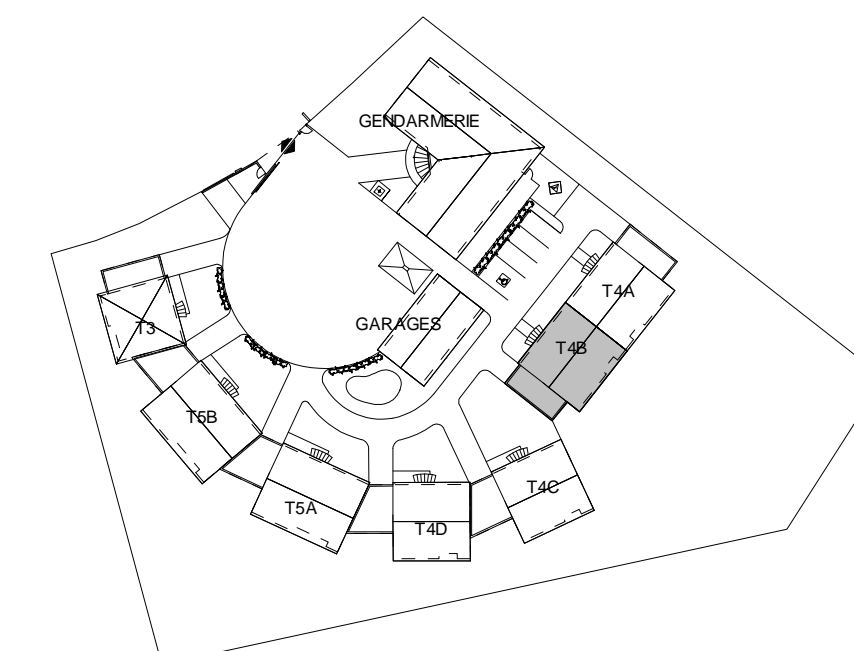 GENDARMERIE
T4A
GARAGES
T3
T4B
T5B
T4C
T5A
T4D